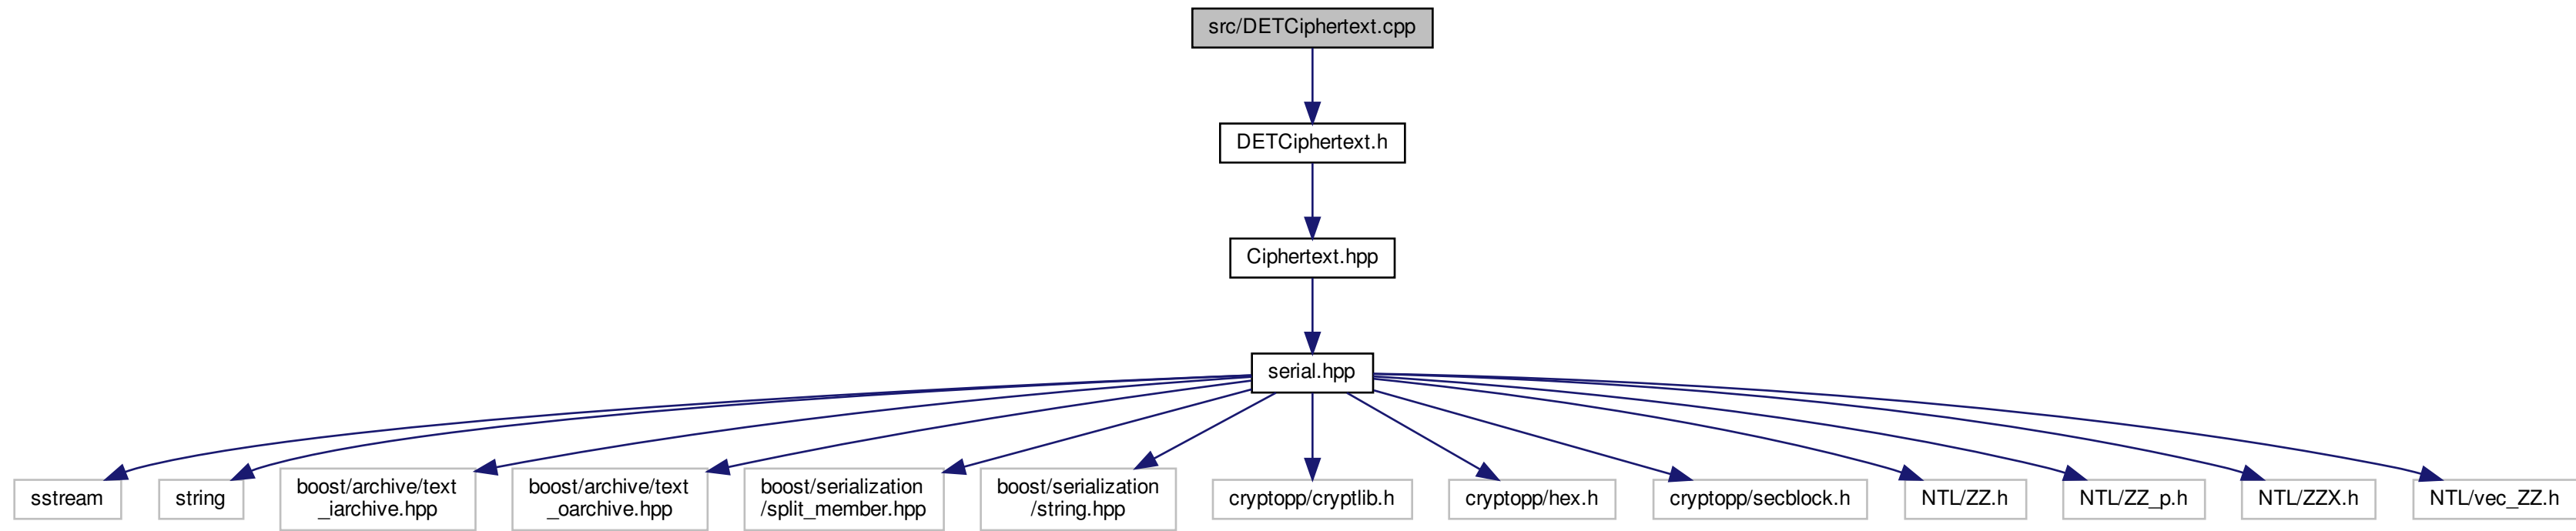 src/DETCiphertext.cpp
DETCiphertext.h
Ciphertext.hpp
serial.hpp
sstream
string
boost/archive/text
_iarchive.hpp
boost/archive/text
_oarchive.hpp
boost/serialization
/split_member.hpp
boost/serialization
/string.hpp
cryptopp/cryptlib.h
cryptopp/hex.h
cryptopp/secblock.h
NTL/ZZ.h
NTL/ZZ_p.h
NTL/ZZX.h
NTL/vec_ZZ.h